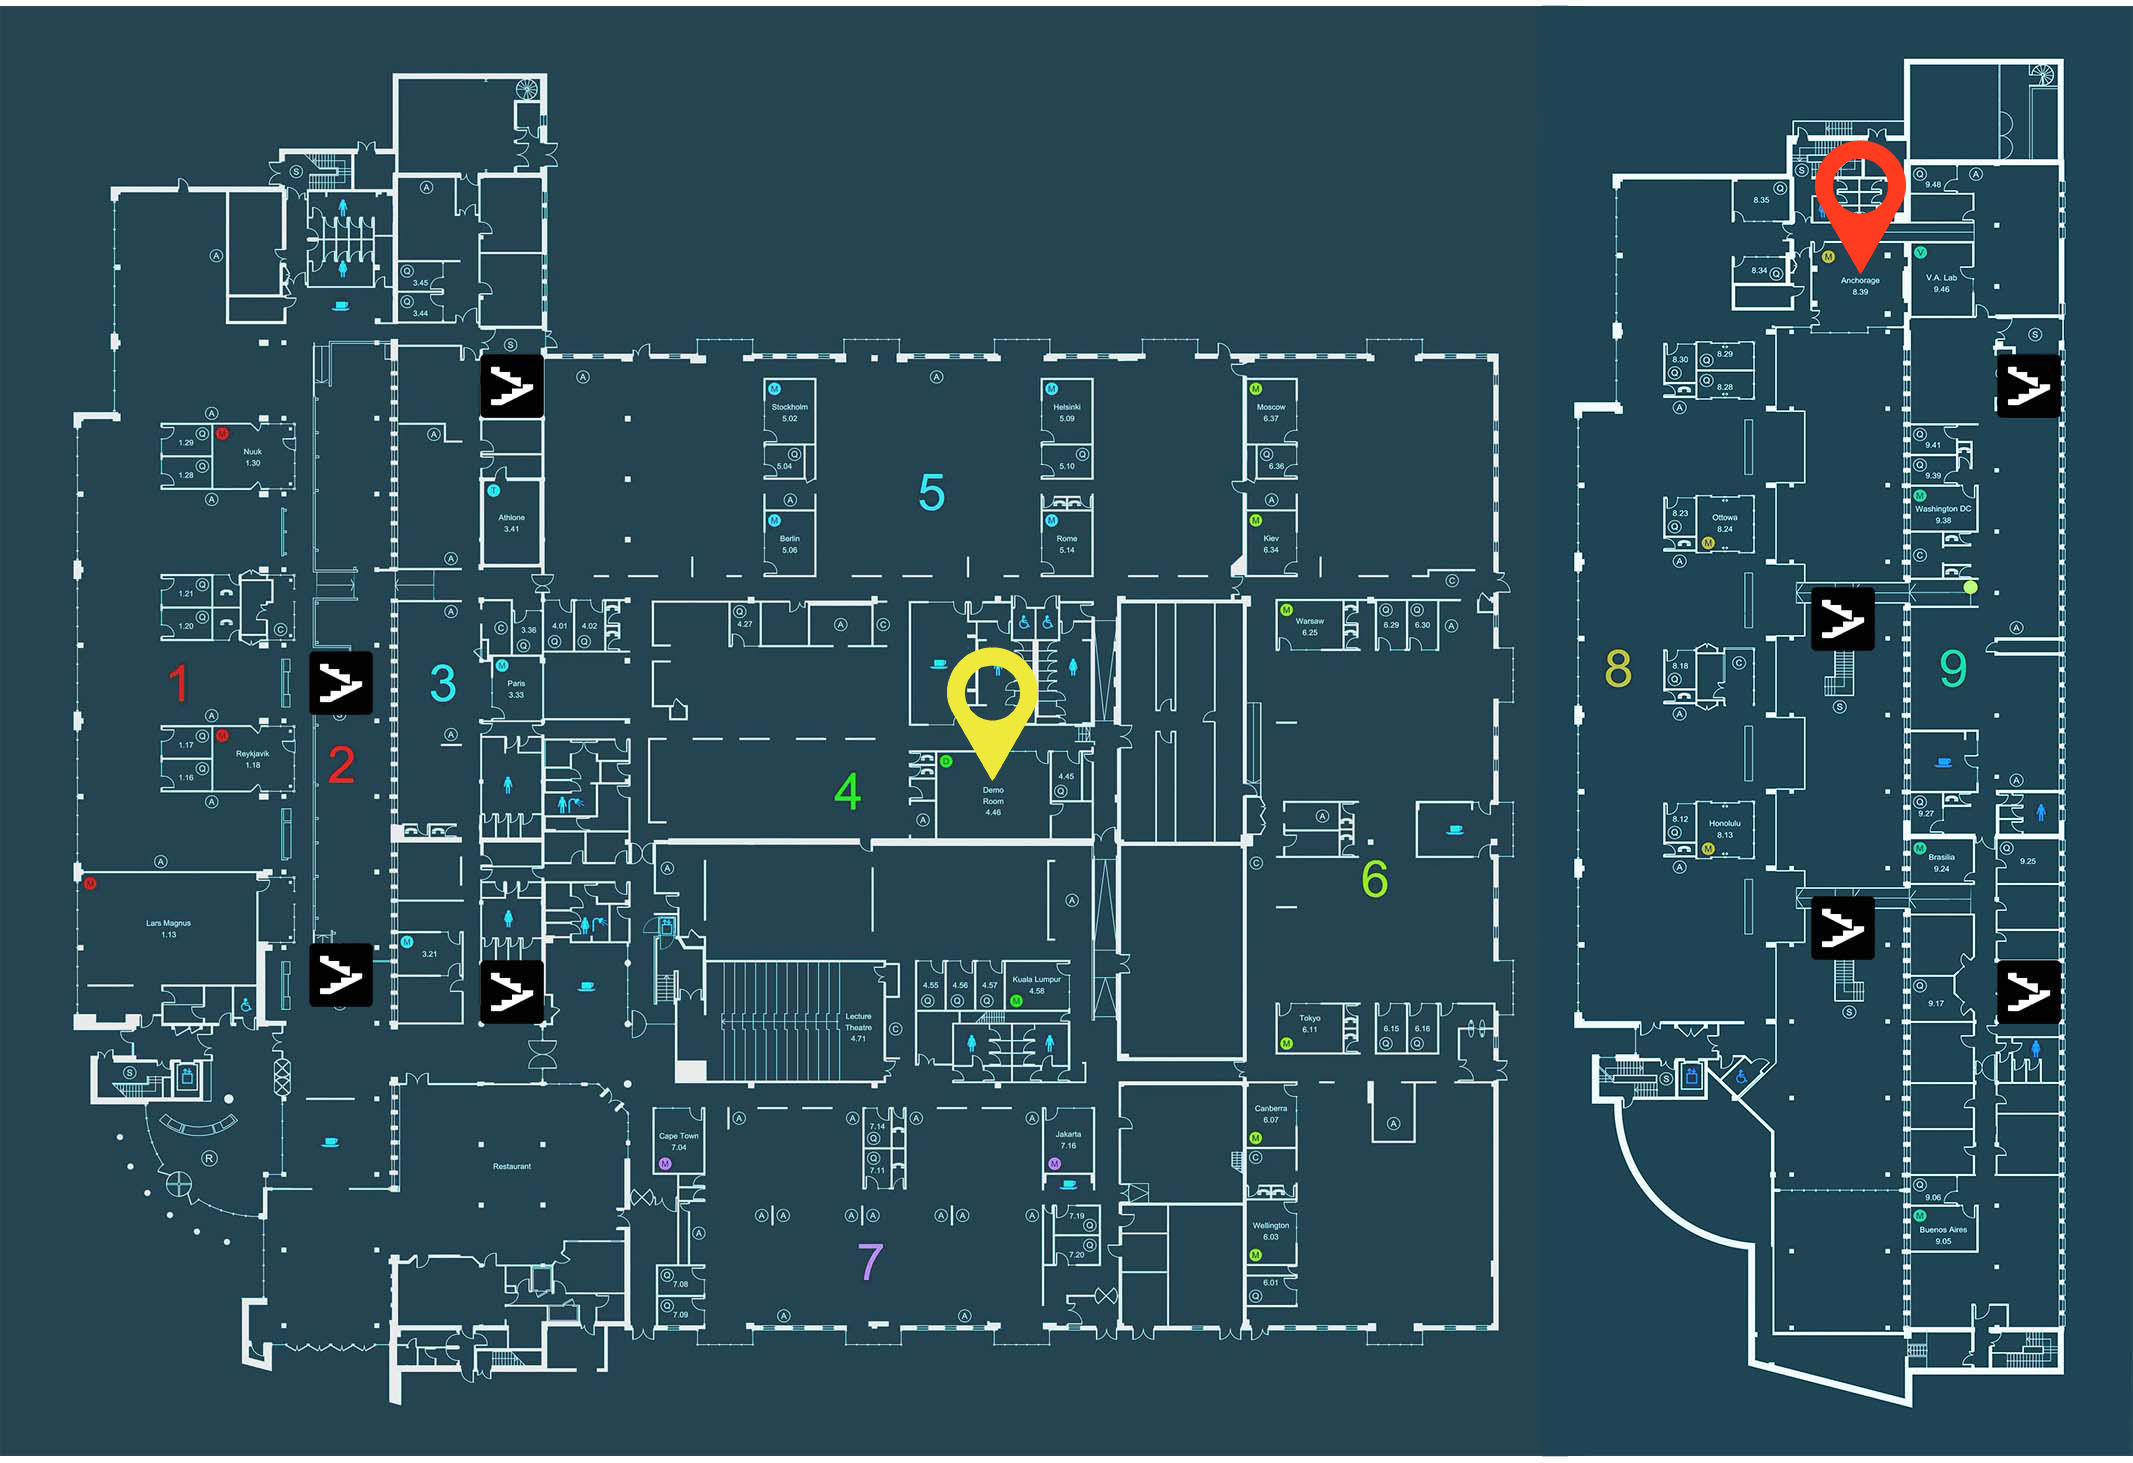 S
A
A
Q
3.45
Q
3.44
S
A
A
A
M
Stockholm
5.02
Q
5.04
A
M
Berlin
5.06
5
M
Helsinki
5.09
Q
5.10
M
Rome
5.14
M
Moscow
6.37
Q
6.36
A
M
Kiev
6.34
C
A
1.29
Q
M
Nuuk
1.30
1.28
Q
A
A
T
Athlone
3.41
A
1.21
Q
1.20
Q
C
A
C
3.36
Q
4.01
Q
4.02
Q
Q
4.27
A
C
M
Warsaw
6.25
Q
6.29
Q
6.30
A
1
2
3
M
Paris
3.33
A
A
1.17
Q
M
Reykjavik
1.18
1.16
Q
A
4
D
Demo
Room
4.46
4.45
Q
A
A
6
A
M
Lars Magnus
1.13
M
3.21
A
A
C
Lecture
Theatre
4.71
C
4.55
Q
4.56
Q
4.57
Q
Kuala Lumpur
4.58
M
M
Tokyo
6.11
M
6.15
Q
6.16
Q
S
R
Restaurant
Cape Town
7.04
M
A
A
7.14
Q
Q
7.11
A
A
Jakarta
7.16
M
Canberra
6.07
M
C
A
A
A
A
A
A
A
A
A
7.19
Q
Q
7.20
Wellington
6.03
M
6.01
Q
7
Q
7.08
Q
7.09
A
A
S
Q
8.35
8.34
Q
M
Anchorage
8.39
Q
9.48
A
V
V.A. Lab
9.46
S
8.30
Q
Q
8.29
Q
8.28
A
Q
9.41
Q
9.39
M
Washington DC
9.38
C
8.23
Q
Ottowa
8.24
M
A
A
8
8.18
Q
C
A
S
9
A
Q
9.27
8.12
Q
Honolulu
8.13
M
A
M
Brasilia
9.24
Q
9.25
Q
9.17
S
S
Q
9.06
M
Buenos Aires
9.05